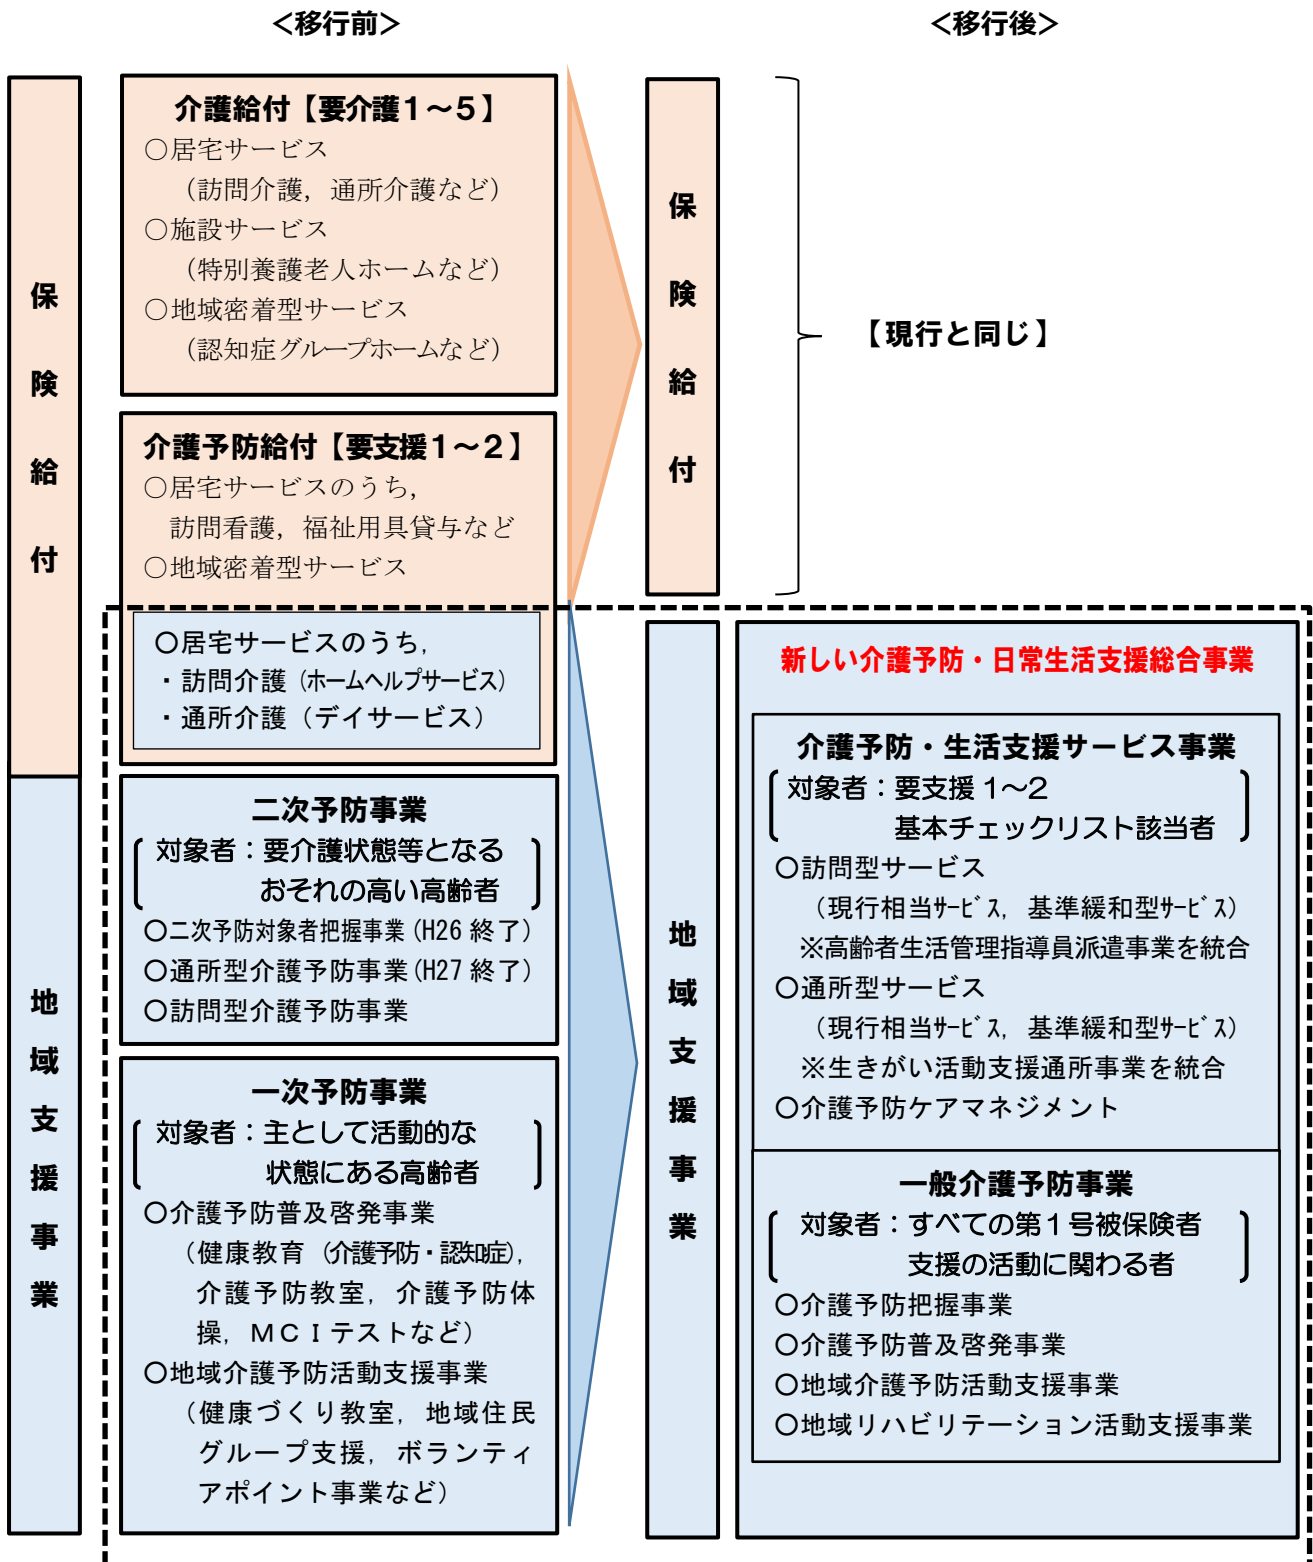 ＜移行前＞
保険給付
介護給付【要介護１～５】
○居宅サービス
（訪問介護，通所介護など）
○施設サービス
（特別養護老人ホームなど）
○地域密着型サービス
（認知症グループホームなど）
介護予防給付【要支援１～２】
○居宅サービスのうち，
訪問看護，福祉用具貸与など
○地域密着型サービス
○居宅サービスのうち，
・訪問介護（ホームヘルプサービス）
・通所介護（デイサービス）
地域支援事業
二次予防事業
対象者：要介護状態等となる
おそれの高い高齢者
○二次予防対象者把握事業（H26 終了）
○通所型介護予防事業（H27 終了）
○訪問型介護予防事業
一次予防事業
対象者：主として活動的な
状態にある高齢者
○介護予防普及啓発事業
（健康教育（介護予防・認知症），
介護予防教室，介護予防体
操，ＭＣＩテストなど）
○地域介護予防活動支援事業
（健康づくり教室，地域住民
グループ支援，ボランティ
アポイント事業など）
＜移行後＞
保険給付
【現行と同じ】
地域支援事業
新しい介護予防・日常生活支援総合事業
介護予防・生活支援サービス事業
対象者：要支援 1～2
基本チェックリスト該当者
○訪問型サービス
（現行相当ｻｰﾋﾞｽ，基準緩和型ｻｰﾋﾞｽ）
※高齢者生活管理指導員派遣事業を統合
○通所型サービス
（現行相当ｻｰﾋﾞｽ，基準緩和型ｻｰﾋﾞｽ）
※生きがい活動支援通所事業を統合
○介護予防ケアマネジメント
一般介護予防事業
対象者：すべての第１号被保険者
支援の活動に関わる者
○介護予防把握事業
○介護予防普及啓発事業
○地域介護予防活動支援事業
○地域リハビリテーション活動支援事業